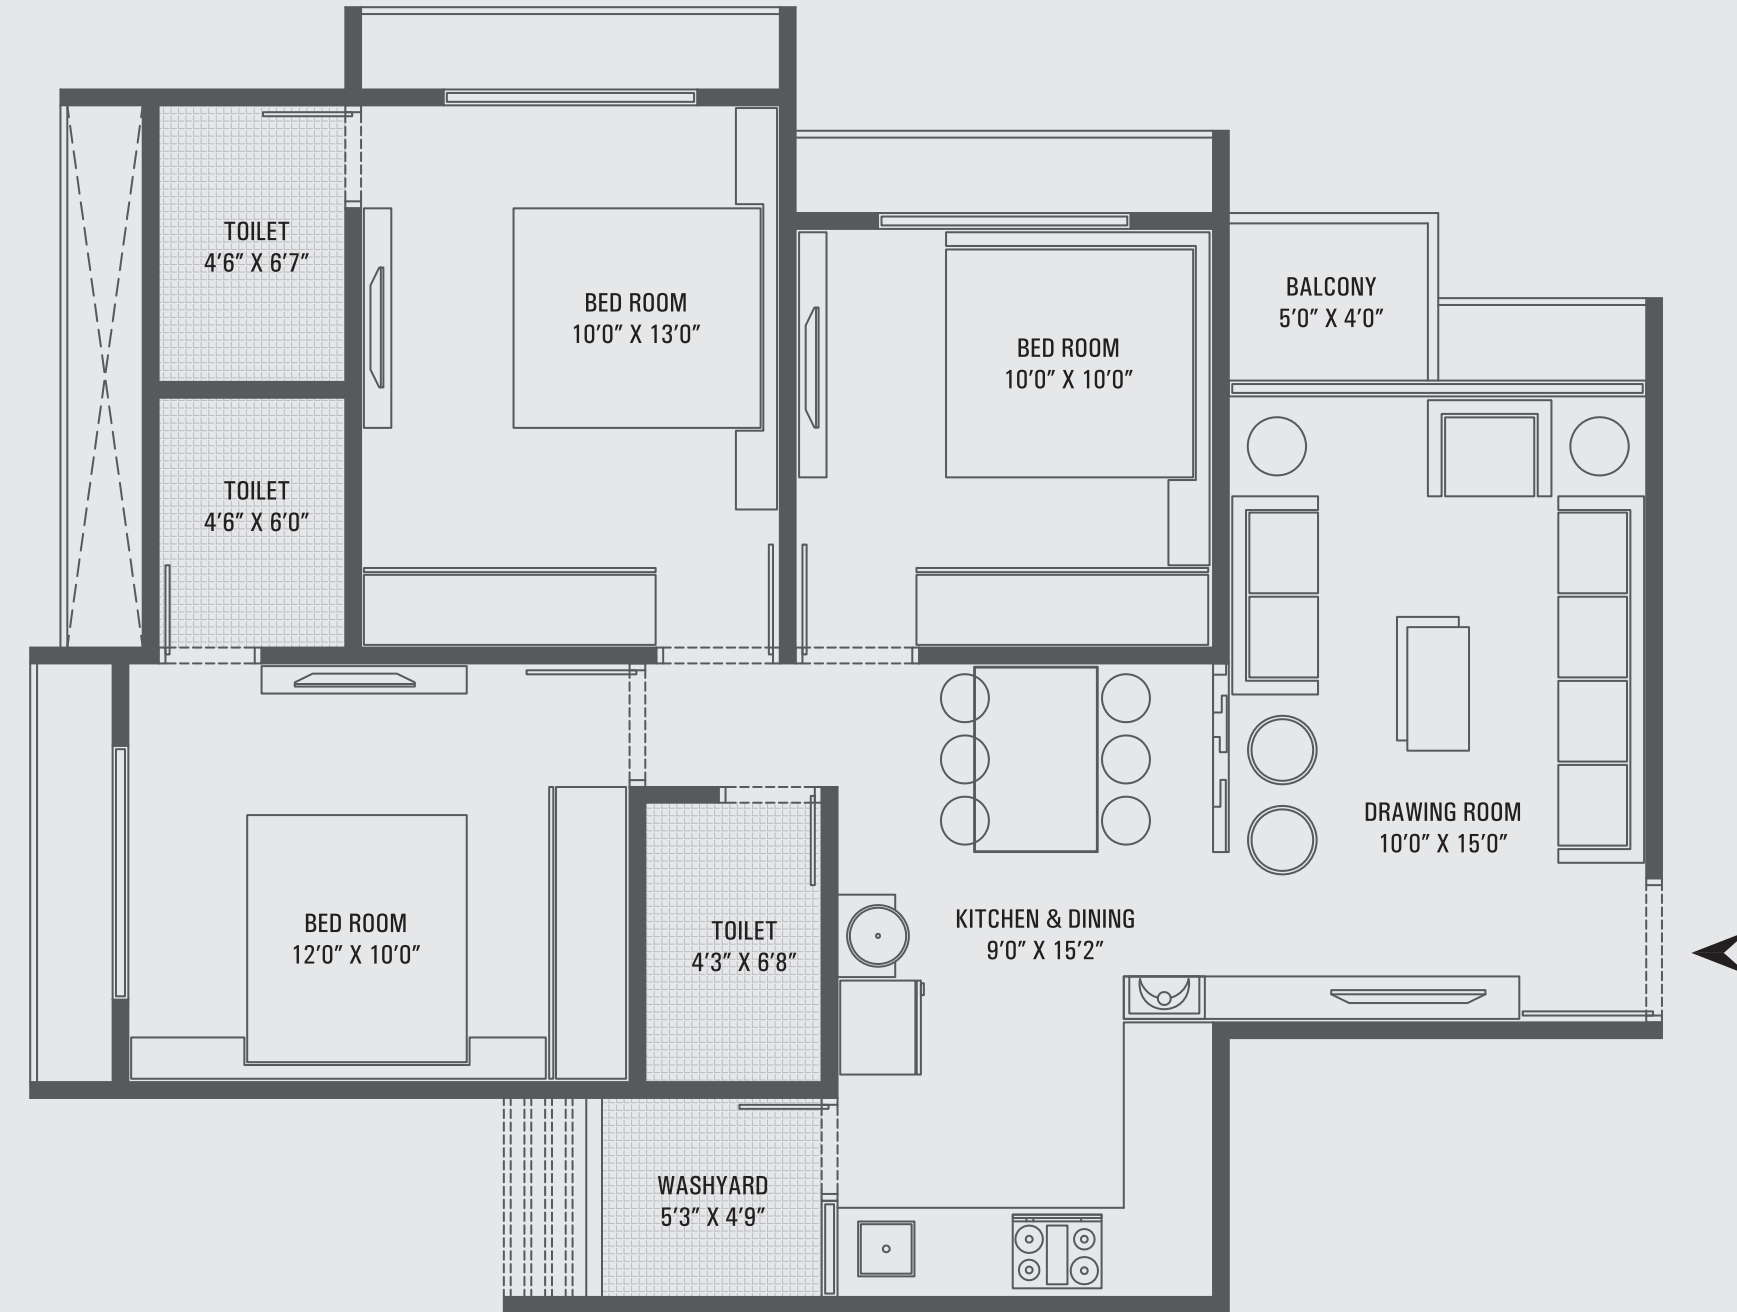 TOILET
4'6" X 6'7"
BED ROOM
10'0" X 13'0"
BED ROOM
10'0" X 10'0"
BALCONY
5'0" X 4'0"
TOILET
4'6" X 6'0"
DRAWING ROOM
10'0" X 15'0"
BED ROOM
12'0" X 10'0"
TOILET
4'3" X 6'8"
KITCHEN & DINING
9'0" X 15'2"
WASHYARD
5'3" X 4'9"